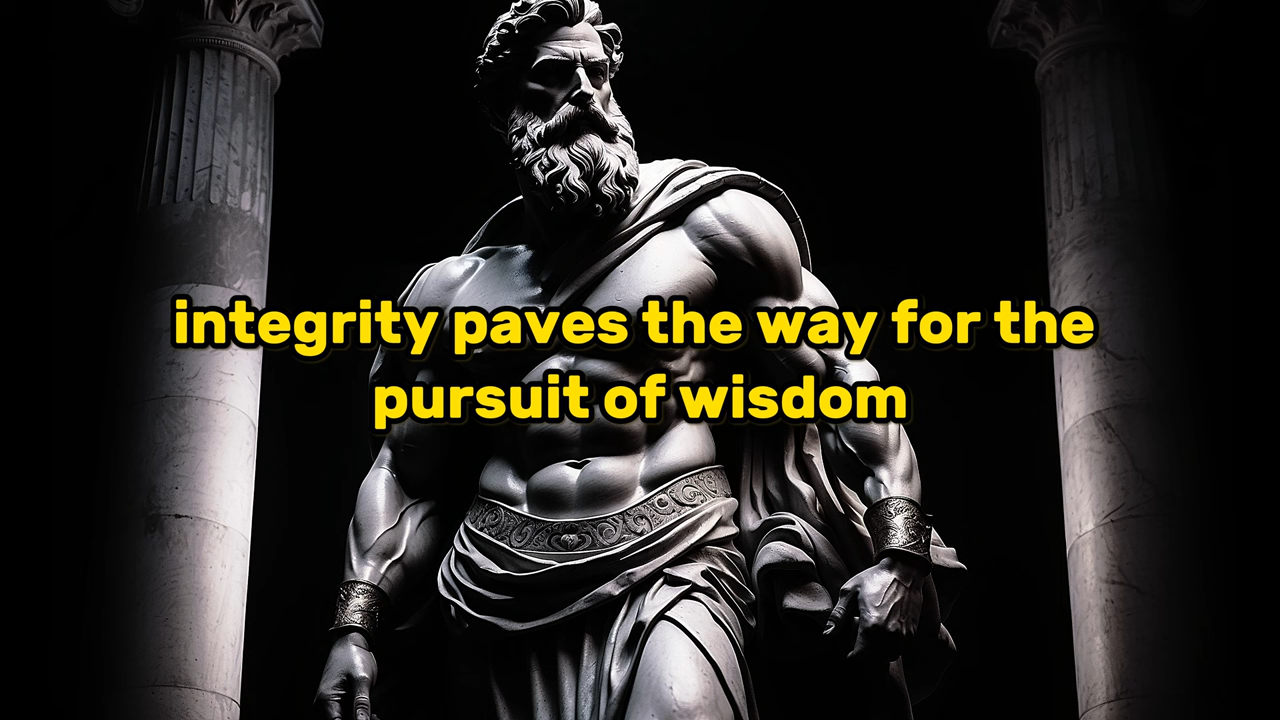 integrity paves the way for the
pursuit of wisdom